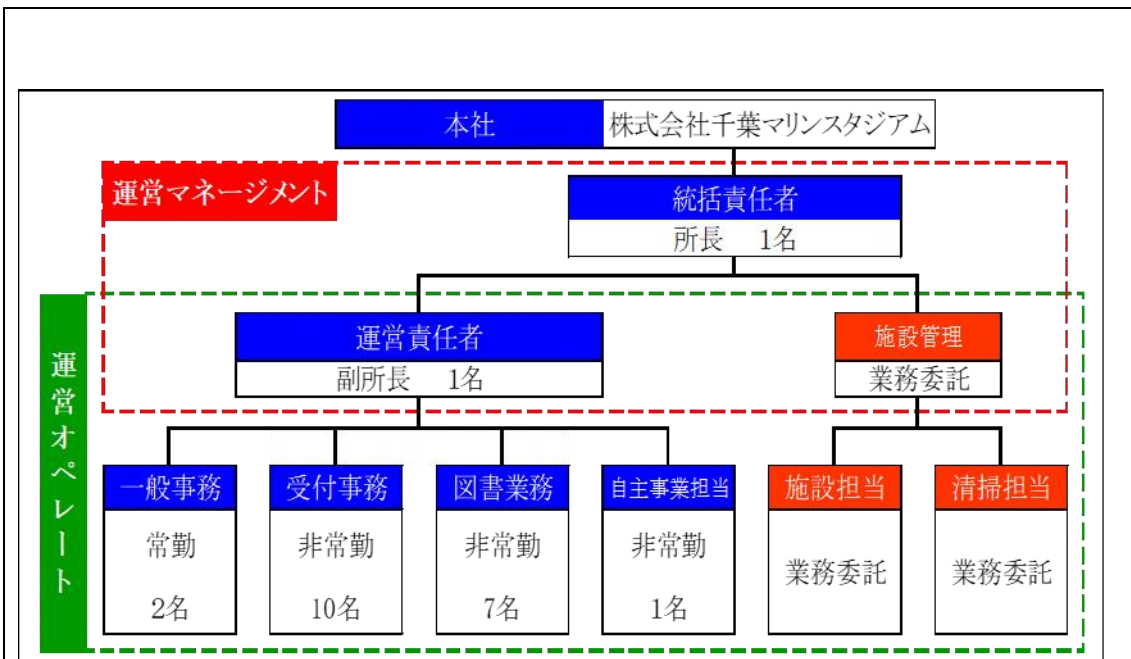 本社
株式会社千葉マリンスタジアム
運営マネージメント
統括責任者
所長 1名
運営オペレート
運営責任者
副所長 1名
施設管理
業務委託
一般事務
常勤
2名
受付事務
非常勤
10名
図書業務
非常勤
7名
自主事業担当
非常勤
1名
施設担当
業務委託
清掃担当
業務委託